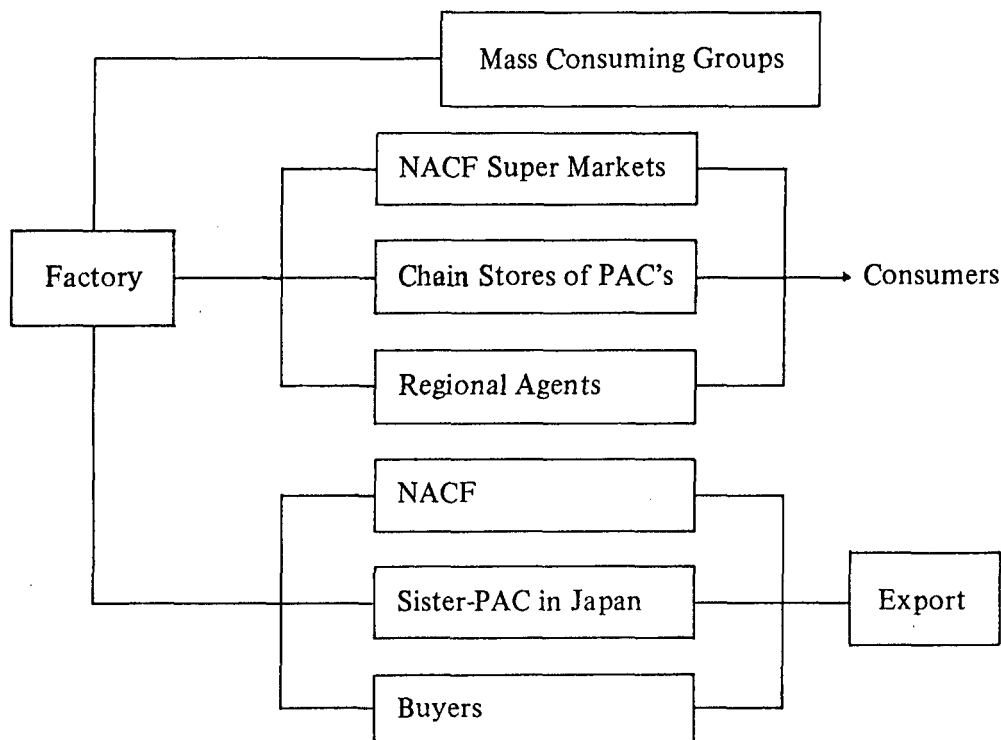 Mass Consuming Groups
NACF Super Markets
Factory
Chain Stores of PAC's
Consumers
Regional Agents
NACF
Sister-PAC in Japan
Export
Buyers